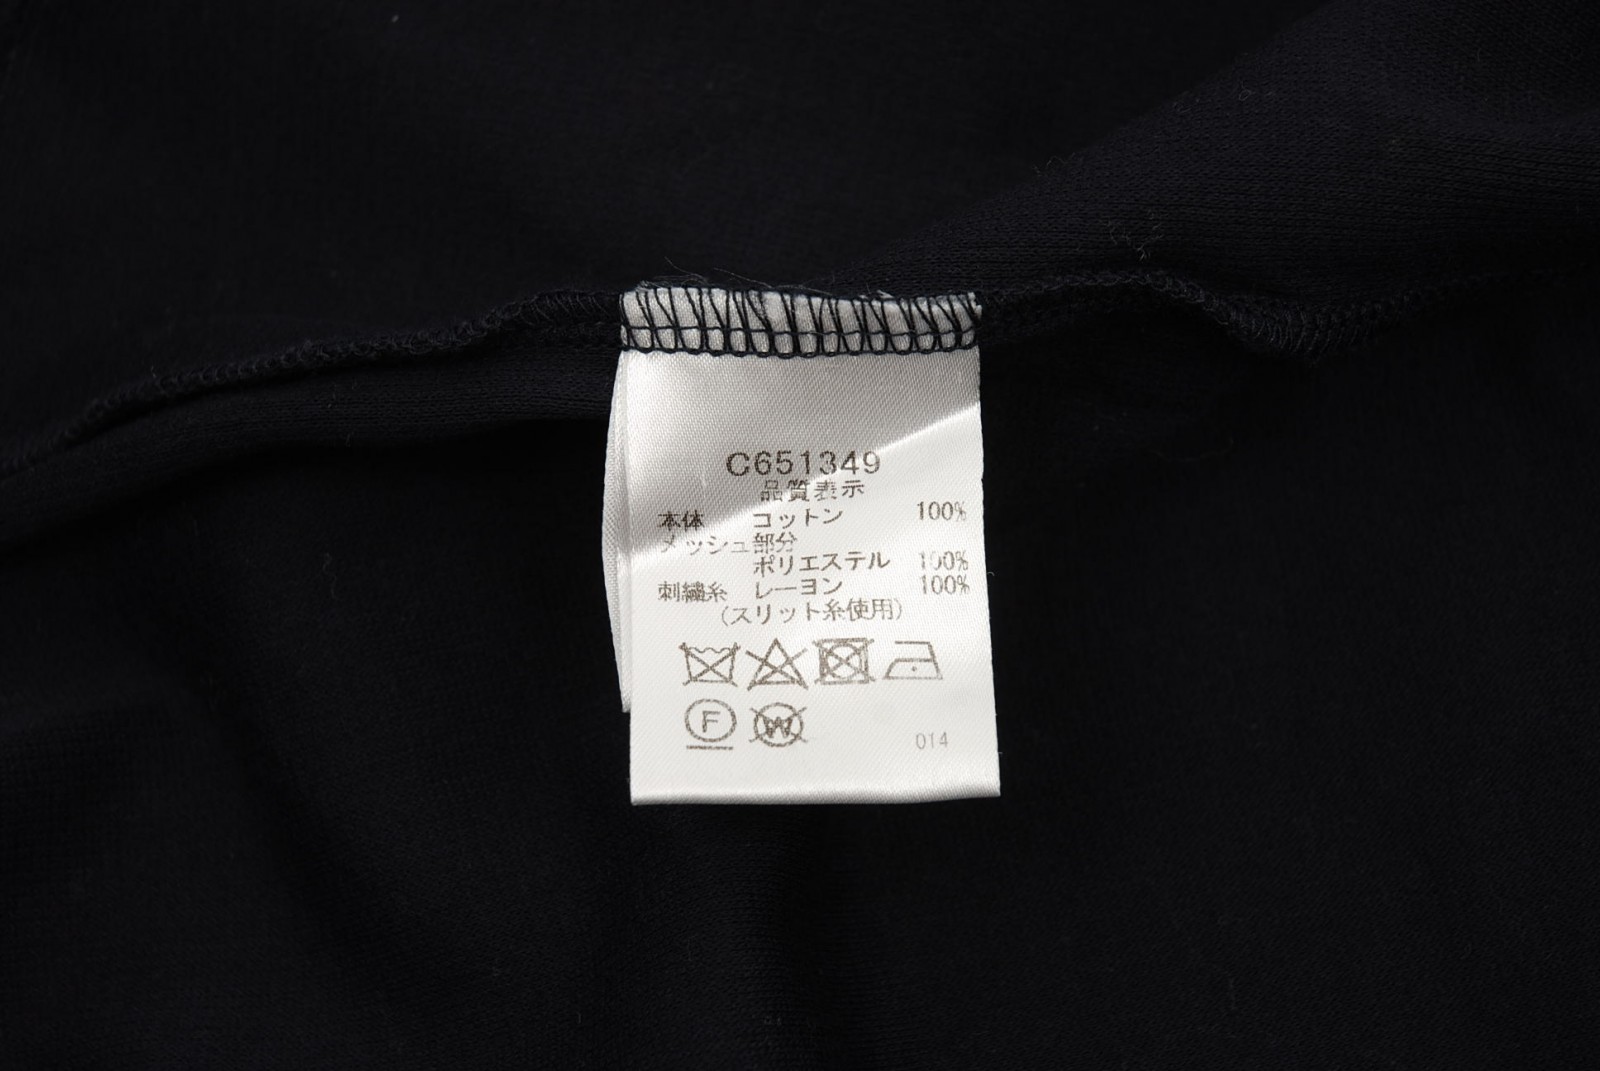 C651349
品質表示
本体 コットン 100%
メッシュ部分
ポリエステル 100%
刺繍糸 レーヨン 100%
(スリット糸使用)
F W
014